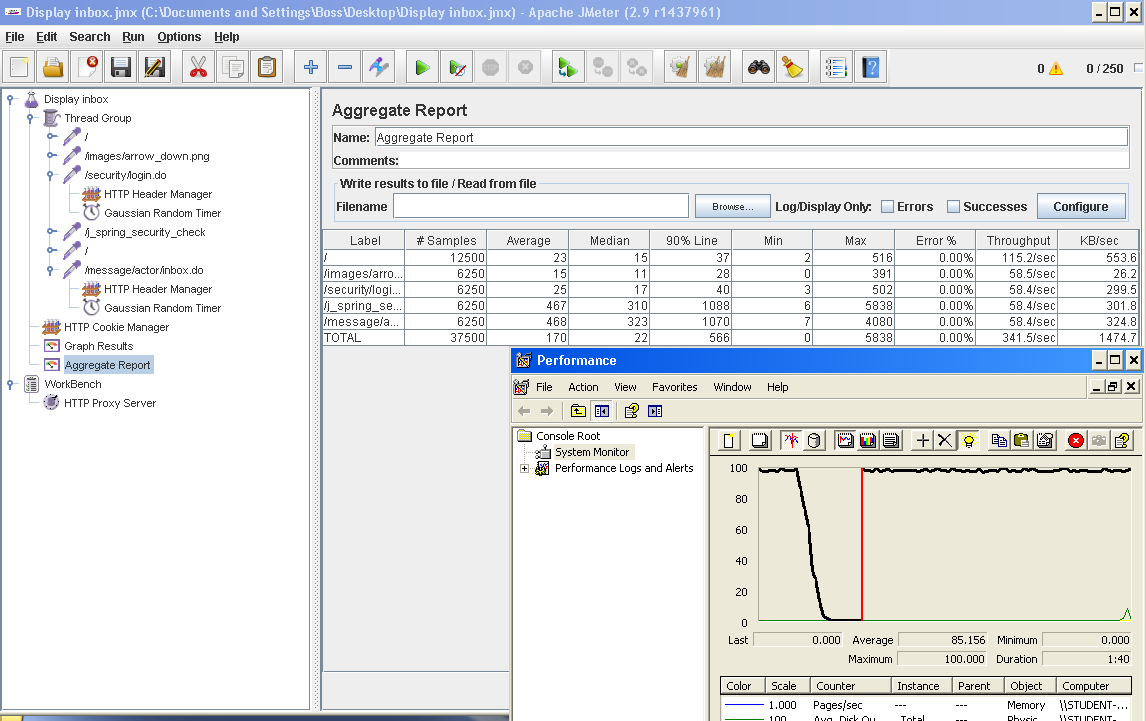 Display inbox.jmx (C:\Documents and Settings\Boss\Desktop\Display inbox.jmx) - Apache JMeter (2.9 r1437961)
File Edit Search Run Options Help
0 0 / 250
Display inbox
Thread Group
/
/images/arrow_down.png
/security/login.do
HTTP Header Manager
Gaussian Random Timer
/j_spring_security_check
/
/message/actor/inbox.do
HTTP Header Manager
Gaussian Random Timer
HTTP Cookie Manager
Graph Results
Aggregate Report
WorkBench
HTTP Proxy Server
Aggregate Report
Name: Aggregate Report
Comments:
Write results to file / Read from file
Filename Browse... Log/Display Only: Errors Successes Configure
Label # Samples Average Median 90% Line Min Max Error % Throughput KB/sec
/ 12500 23 15 37 2 516 0.00% 115.2/sec 553.6
/images/arro... 6250 15 11 28 0 391 0.00% 58.5/sec 26.2
/security/logi... 6250 25 17 40 3 502 0.00% 58.4/sec 299.5
/j_spring_se... 6250 467 310 1088 6 5838 0.00% 58.4/sec 301.8
/message/a... 6250 468 323 1070 7 4080 0.00% 58.4/sec 324.8
TOTAL 37500 170 22 566 0 5838 0.00% 341.5/sec 1474.7
Performance
File Action View Favorites Window Help
Console Root
System Monitor
Performance Logs and Alerts
100
80
60
40
20
0
Last 0.000 Average 85.156 Minimum 0.000
Maximum 100.000 Duration 1:40
Color Scale Counter Instance Parent Object Computer
1.000 Pages/sec --- --- Memory \\STUDENT-...
100 Avg. Disk Qu... _Total --- Physic... \\STUDENT-...